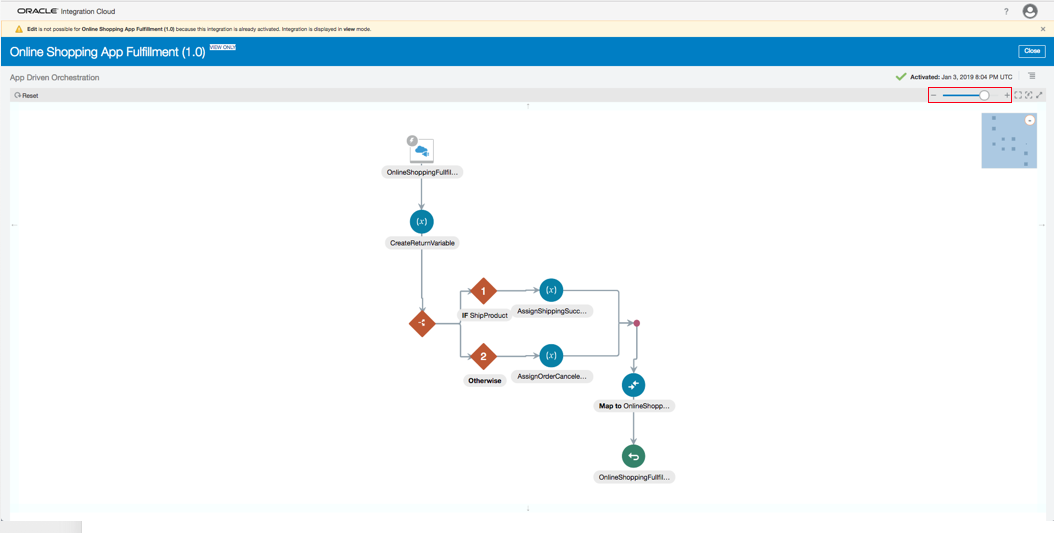 ORACLE Integration Cloud
?
Edit is not possible for Online Shopping App Fulfillment (1.0) because this integration is already activated. Integration is displayed in view mode.
Online Shopping App Fulfillment (1.0) VIEW ONLY
Close
App Driven Orchestration
Activated: Jan 3, 2019 8:04 PM UTC
Reset
OnlineShoppingFullfil...
(x)
CreateReturnVariable
1
(x)
IF ShipProduct
AssignShippingSucc...
2
(x)
Otherwise
AssignOrderCancele...
Map to OnlineShopp...
OnlineShoppingFullfil...